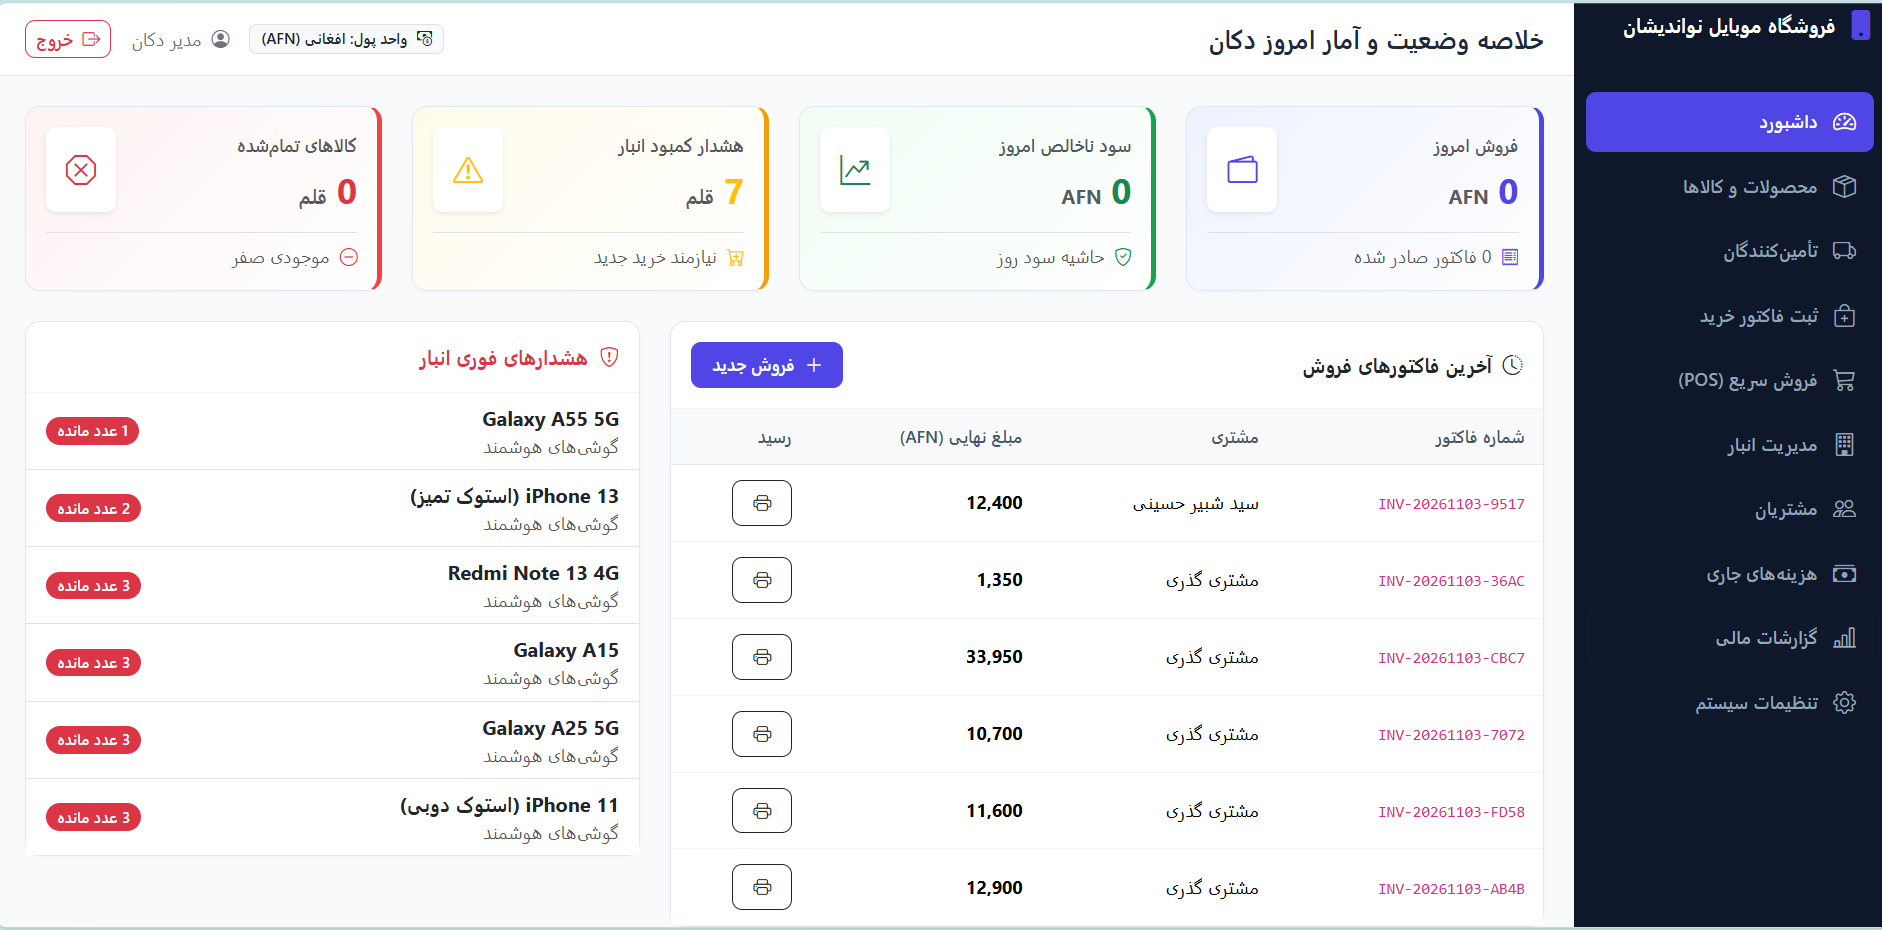 فروشگاه موبایل نواندیشان
داشبورد
محصولات و کالاها
تأمین‌کنندگان
ثبت فاکتور خرید
فروش سریع (POS)
مدیریت انبار
مشتریان
هزینه‌های جاری
گزارشات مالی
تنظیمات سیستم
خلاصه وضعیت و آمار امروز دکان
واحد پول: افغانی (AFN)
مدیر دکان
خروج
فروش امروز
0 AFN
0 فاکتور صادر شده
سود ناخالص امروز
0 AFN
حاشیه سود روز
هشدار کمبود انبار
7 قلم
نیازمند خرید جدید
کالاهای تمام‌شده
0 قلم
موجودی صفر
آخرین فاکتورهای فروش
فروش جدید
شماره فاکتور مشتری مبلغ نهایی (AFN) رسید
INV-20261103-9517 سید شبیر حسینی 12,400
INV-20261103-36AC مشتری گذری 1,350
INV-20261103-CBC7 مشتری گذری 33,950
INV-20261103-7072 مشتری گذری 10,700
INV-20261103-FD58 مشتری گذری 11,600
INV-20261103-AB4B مشتری گذری 12,900
هشدارهای فوری انبار
Galaxy A55 5G
گوشی‌های هوشمند
1 عدد مانده
iPhone 13 (استوک تمیز)
گوشی‌های هوشمند
2 عدد مانده
Redmi Note 13 4G
گوشی‌های هوشمند
3 عدد مانده
Galaxy A15
گوشی‌های هوشمند
3 عدد مانده
Galaxy A25 5G
گوشی‌های هوشمند
3 عدد مانده
iPhone 11 (استوک دوبی)
گوشی‌های هوشمند
3 عدد مانده